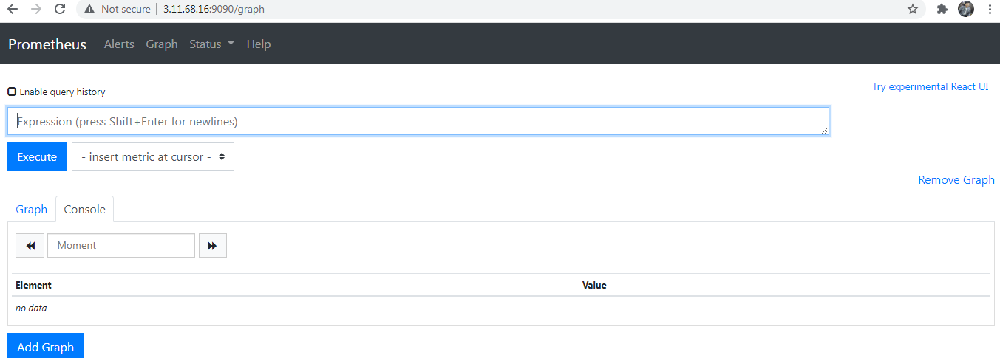 Not secure 3.11.68.16:9090/graph
Prometheus Alerts Graph Status Help
Enable query history
Try experimental React UI
Expression (press Shift+Enter for newlines)
Execute - insert metric at cursor -
Remove Graph
Graph Console
Moment
Element Value
no data
Add Graph